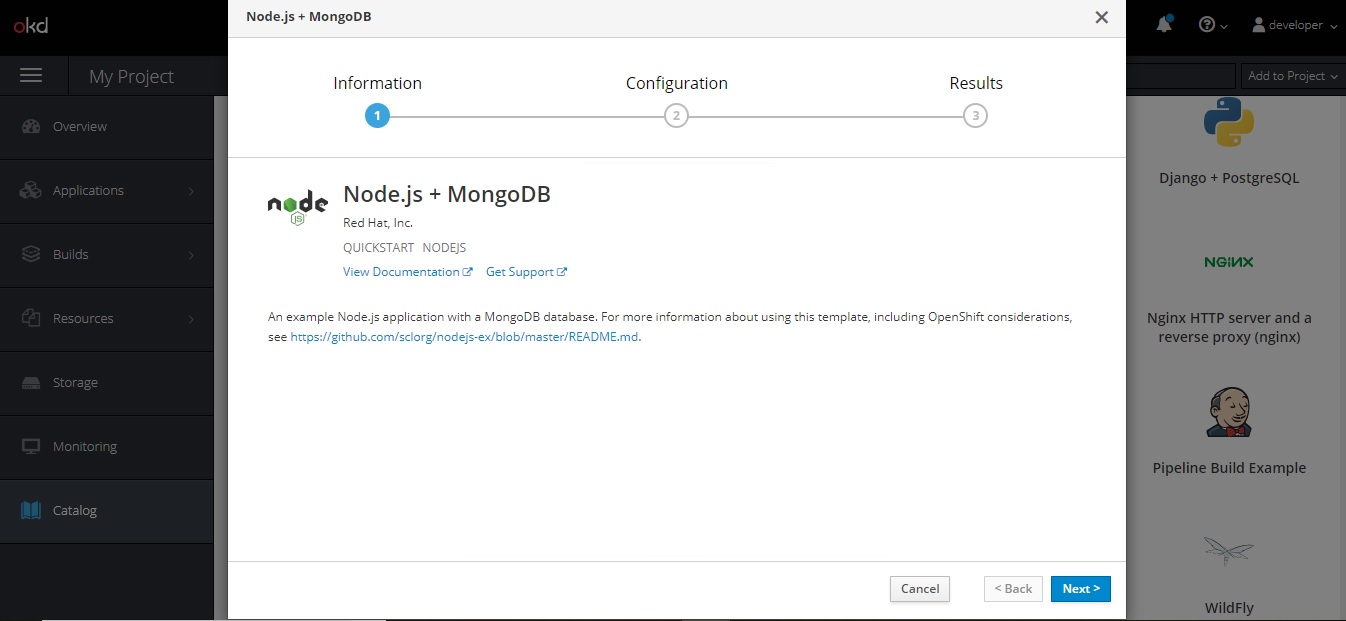 okd
Node.js + MongoDB
developer
My Project
Add to Project
Overview
Applications
Builds
Resources
Storage
Monitoring
Catalog
Information
Configuration
Results
1
2
3
node
JS
Node.js + MongoDB
Red Hat, Inc.
QUICKSTART NODEJS
View Documentation Get Support
An example Node.js application with a MongoDB database. For more information about using this template, including OpenShift considerations,
see https://github.com/sclorg/nodejs-ex/blob/master/README.md.
Cancel
< Back
Next >
Django + PostgreSQL
NGINX
Nginx HTTP server and a
reverse proxy (nginx)
Pipeline Build Example
WildFly